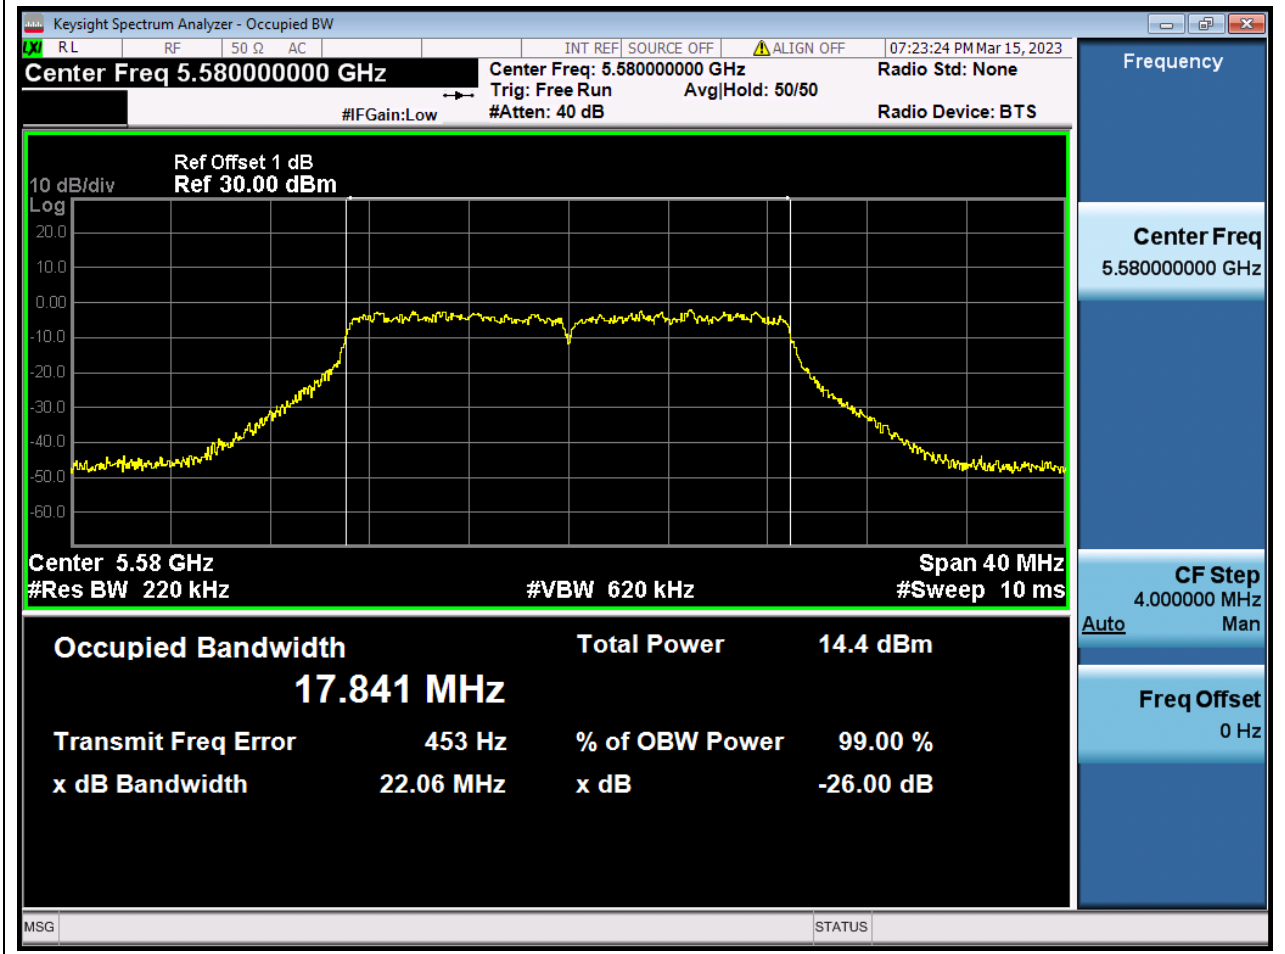 Keysight Spectrum Analyzer - Occupied BW
LXI RL RF 50 Ω AC INT REF SOURCE OFF ALIGN OFF 07:23:24 PM Mar 15, 2023
Center Freq 5.580000000 GHz
Center Freq: 5.580000000 GHz
Radio Std: None
Trig: Free Run Avg|Hold: 50/50
#IFGain:Low
#Atten: 40 dB
Radio Device: BTS
Ref Offset 1 dB
10 dB/div Ref 30.00 dBm
Log
20.0
10.0
0.00
-10.0
-20.0
-30.0
-40.0
-50.0
-60.0
Center 5.58 GHz Span 40 MHz
#Res BW 220 kHz #VBW 620 kHz #Sweep 10 ms
Occupied Bandwidth Total Power 14.4 dBm
17.841 MHz
Transmit Freq Error 453 Hz % of OBW Power 99.00 %
x dB Bandwidth 22.06 MHz x dB -26.00 dB
Frequency
Center Freq
5.580000000 GHz
CF Step
4.000000 MHz
Auto Man
Freq Offset
0 Hz
MSG STATUS